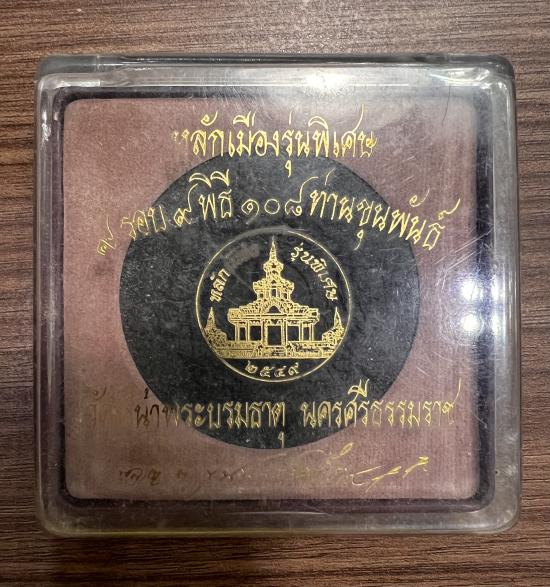 หลักเมืองรุ่นพิเศษ
๙ รอบ ๙ พิธี ๑๐๘ ท่านขุนพันธ์
หลัก รุ่นพิเศษ
๒๕๔๙
น้าพระบรมธาตุ นครศรีธรรมราช